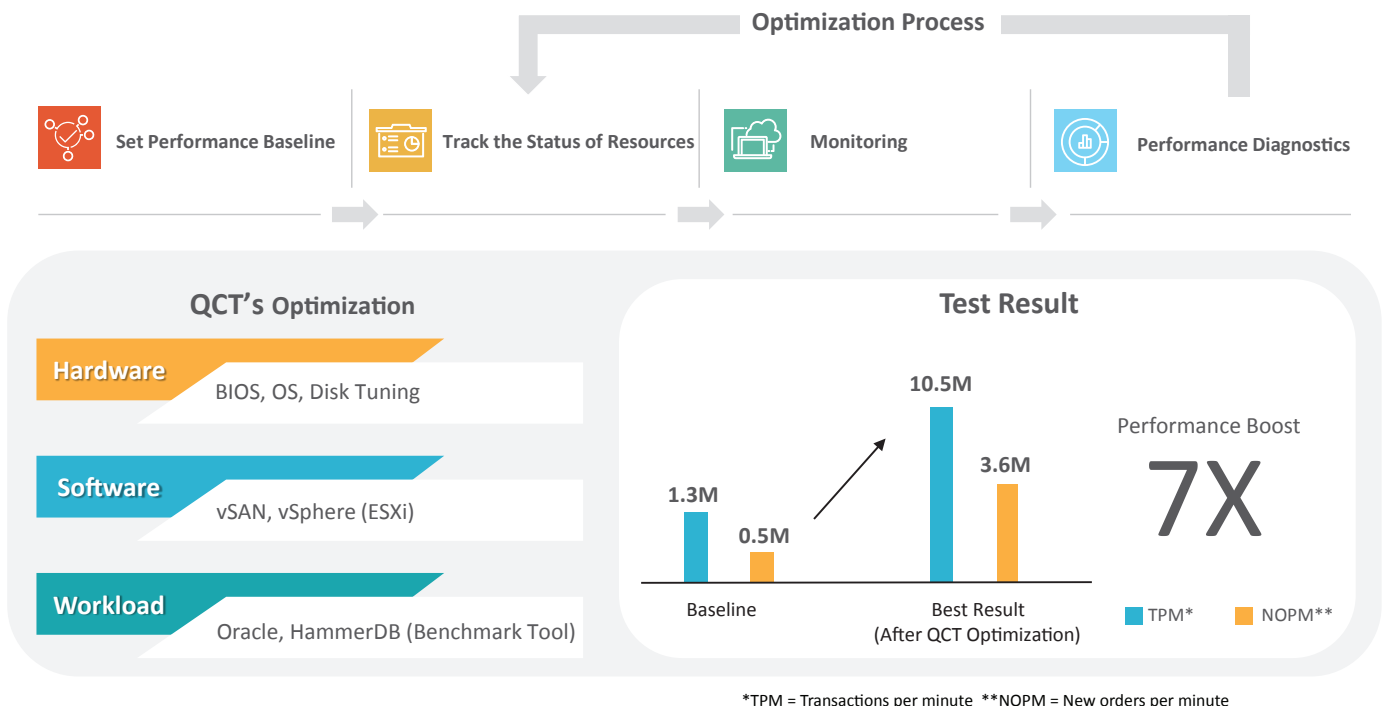 Optimization Process
Set Performance Baseline
Track the Status of Resources
Monitoring
Performance Diagnostics
QCT's Optimization
Hardware
BIOS, OS, Disk Tuning
Software
vSAN, vSphere (ESXi)
Workload
Oracle, HammerDB (Benchmark Tool)
Test Result
1.3M
0.5M
10.5M
3.6M
Baseline
Best Result
(After QCT Optimization)
Performance Boost
7X
TPM*
NOPM**
*TPM = Transactions per minute **NOPM = New orders per minute